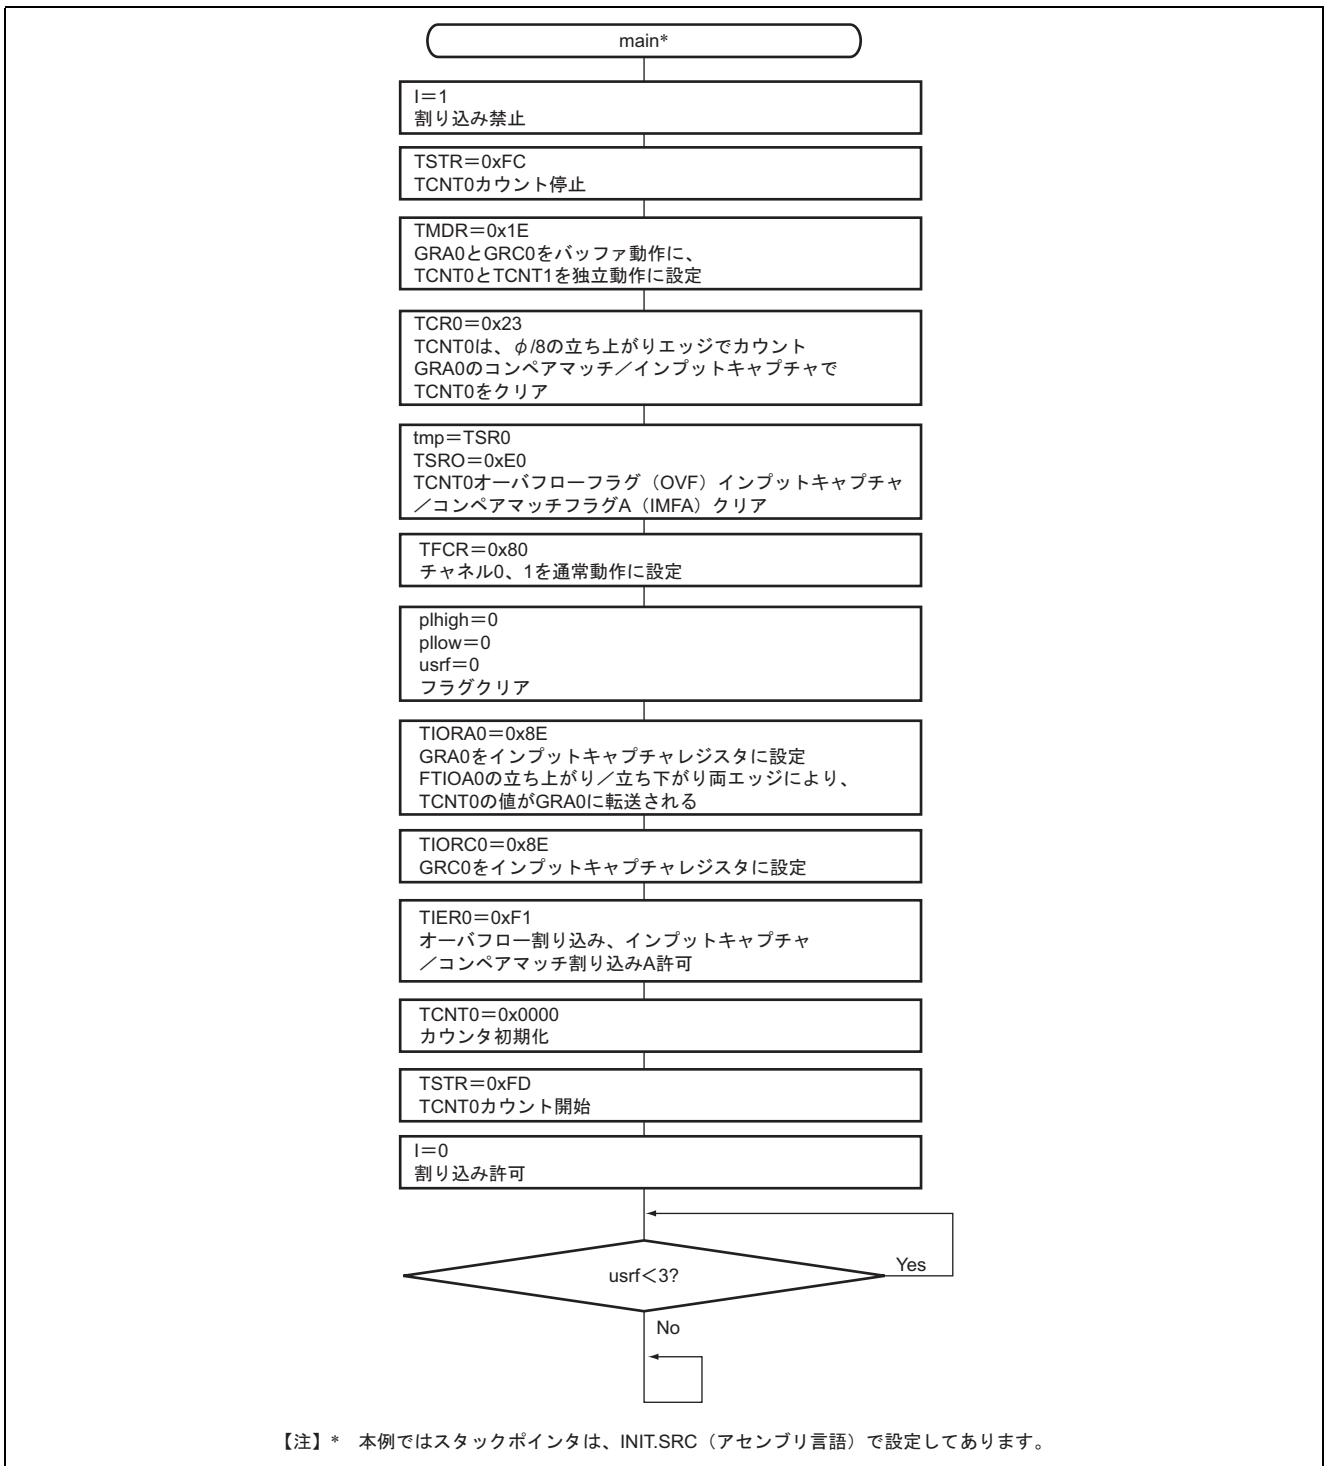 main*
I＝1
割り込み禁止
TSTR＝0xFC
TCNT0カウント停止
TMDR＝0x1E
GRA0とGRC0をバッファ動作に、
TCNT0とTCNT1を独立動作に設定
TCR0＝0x23
TCNT0は、φ/8の立ち上がりエッジでカウント
GRA0のコンペアマッチ／インプットキャプチャで
TCNT0をクリア
tmp＝TSR0
TSRO＝0xE0
TCNT0オーバフローフラグ（OVF）インプットキャプチャ
／コンペアマッチフラグA（IMFA）クリア
TFCR＝0x80
チャネル0、1を通常動作に設定
plhigh＝0
pllow＝0
usrf＝0
フラグクリア
TIORA0＝0x8E
GRA0をインプットキャプチャレジスタに設定
FTIOA0の立ち上がり／立ち下がり両エッジにより、
TCNT0の値がGRA0に転送される
TIORC0＝0x8E
GRC0をインプットキャプチャレジスタに設定
TIER0＝0xF1
オーバフロー割り込み、インプットキャプチャ
／コンペアマッチ割り込みA許可
TCNT0＝0x0000
カウンタ初期化
TSTR＝0xFD
TCNT0カウント開始
I＝0
割り込み許可
usrf＜3?
Yes
No
【注】* 本例ではスタックポインタは、INIT.SRC（アセンブリ言語）で設定してあります。